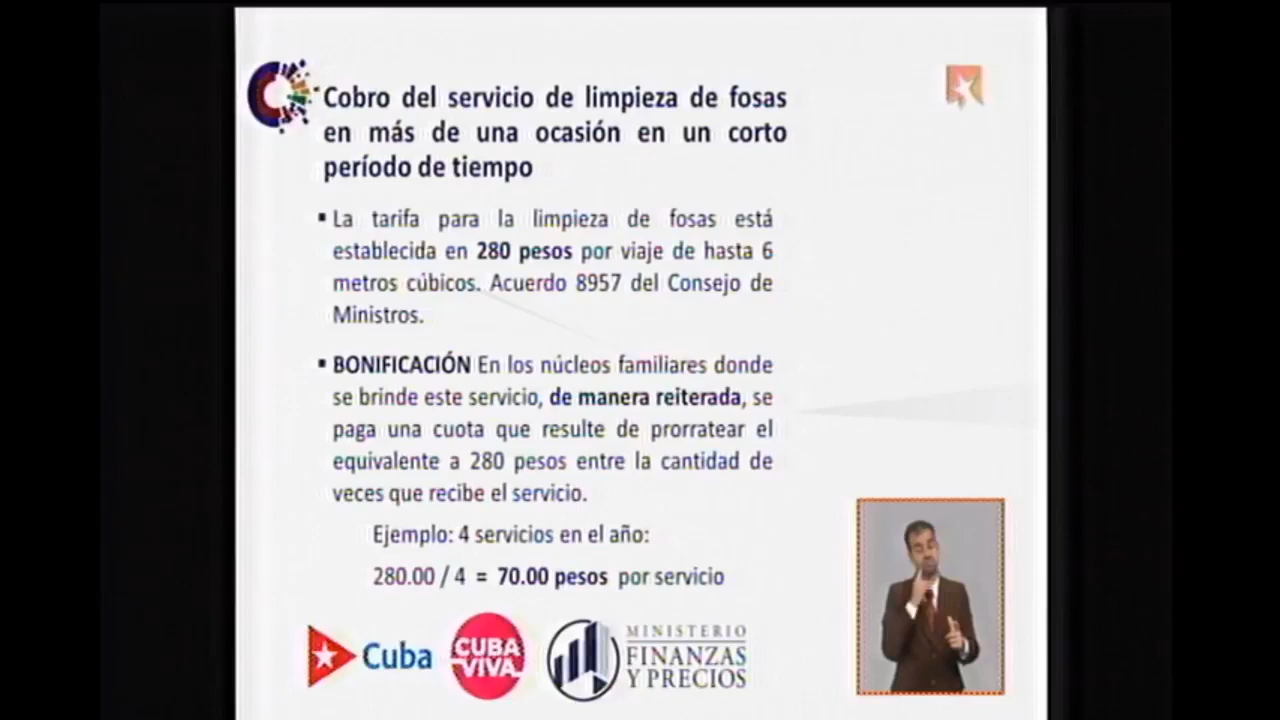 Cobro del servicio de limpieza de fosas
en más de una ocasión en un corto
período de tiempo
▪ La tarifa para la limpieza de fosas está
establecida en 280 pesos por viaje de hasta 6
metros cúbicos. Acuerdo 8957 del Consejo de
Ministros.
▪ BONIFICACIÓN En los núcleos familiares donde
se brinde este servicio, de manera reiterada, se
paga una cuota que resulte de prorratear el
equivalente a 280 pesos entre la cantidad de
veces que recibe el servicio.
Ejemplo: 4 servicios en el año:
280.00 / 4 = 70.00 pesos por servicio
Cuba
CUBA
VIVA
MINISTERIO
FINANZAS
Y PRECIOS